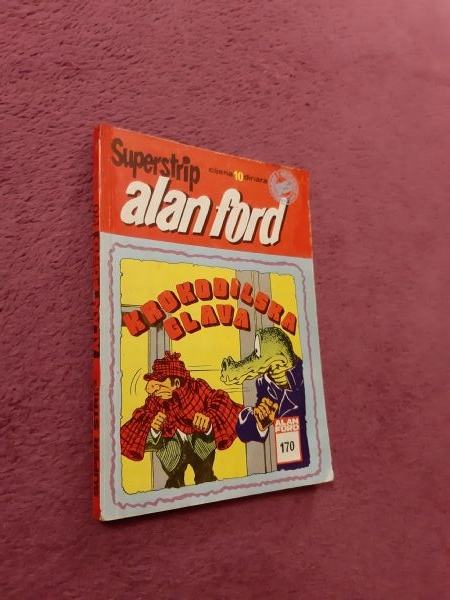 Superstrip
cijena 10 dinara
alan ford
KROKODILSKA
GLAVA
ALAN
FORD
170